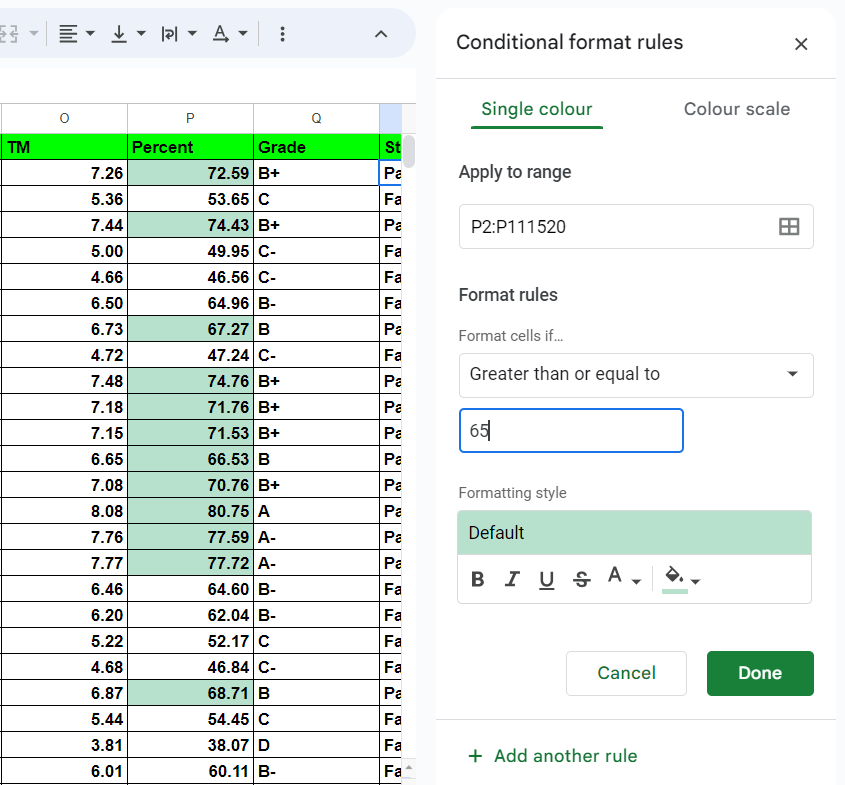 Conditional format rules
Single colour Colour scale
Apply to range
P2:P111520
Format rules
Format cells if…
Greater than or equal to
65
Formatting style
Default
B I U S A
Cancel Done
+ Add another rule
O P Q
TM Percent Grade St
7.26 72.59 B+ Pa
5.36 53.65 C Fa
7.44 74.43 B+ Pa
5.00 49.95 C- Fa
4.66 46.56 C- Fa
6.50 64.96 B- Fa
6.73 67.27 B Pa
4.72 47.24 C- Fa
7.48 74.76 B+ Pa
7.18 71.76 B+ Pa
7.15 71.53 B+ Pa
6.65 66.53 B Pa
7.08 70.76 B+ Pa
8.08 80.75 A Pa
7.76 77.59 A- Pa
7.77 77.72 A- Pa
6.46 64.60 B- Fa
6.20 62.04 B- Fa
5.22 52.17 C Fa
4.68 46.84 C- Fa
6.87 68.71 B Pa
5.44 54.45 C Fa
3.81 38.07 D Fa
6.01 60.11 B- Fa